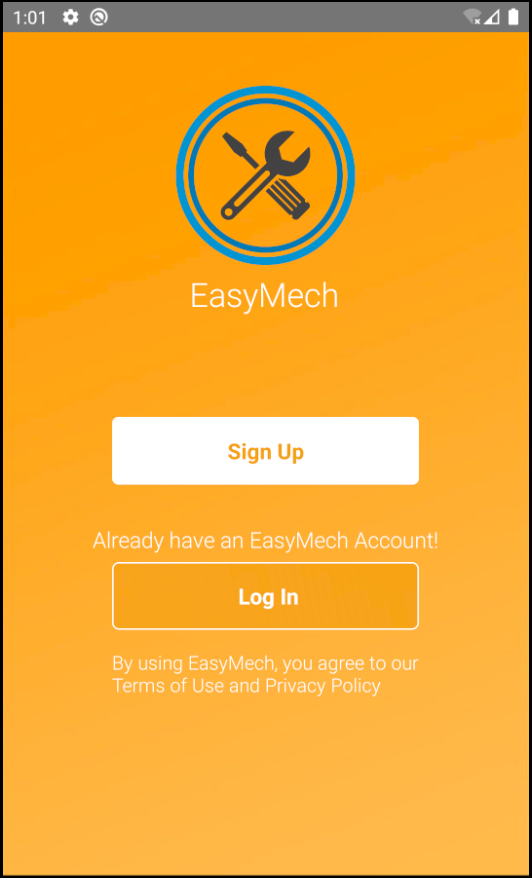 1:01
EasyMech
Sign Up
Already have an EasyMech Account!
Log In
By using EasyMech, you agree to our
Terms of Use and Privacy Policy